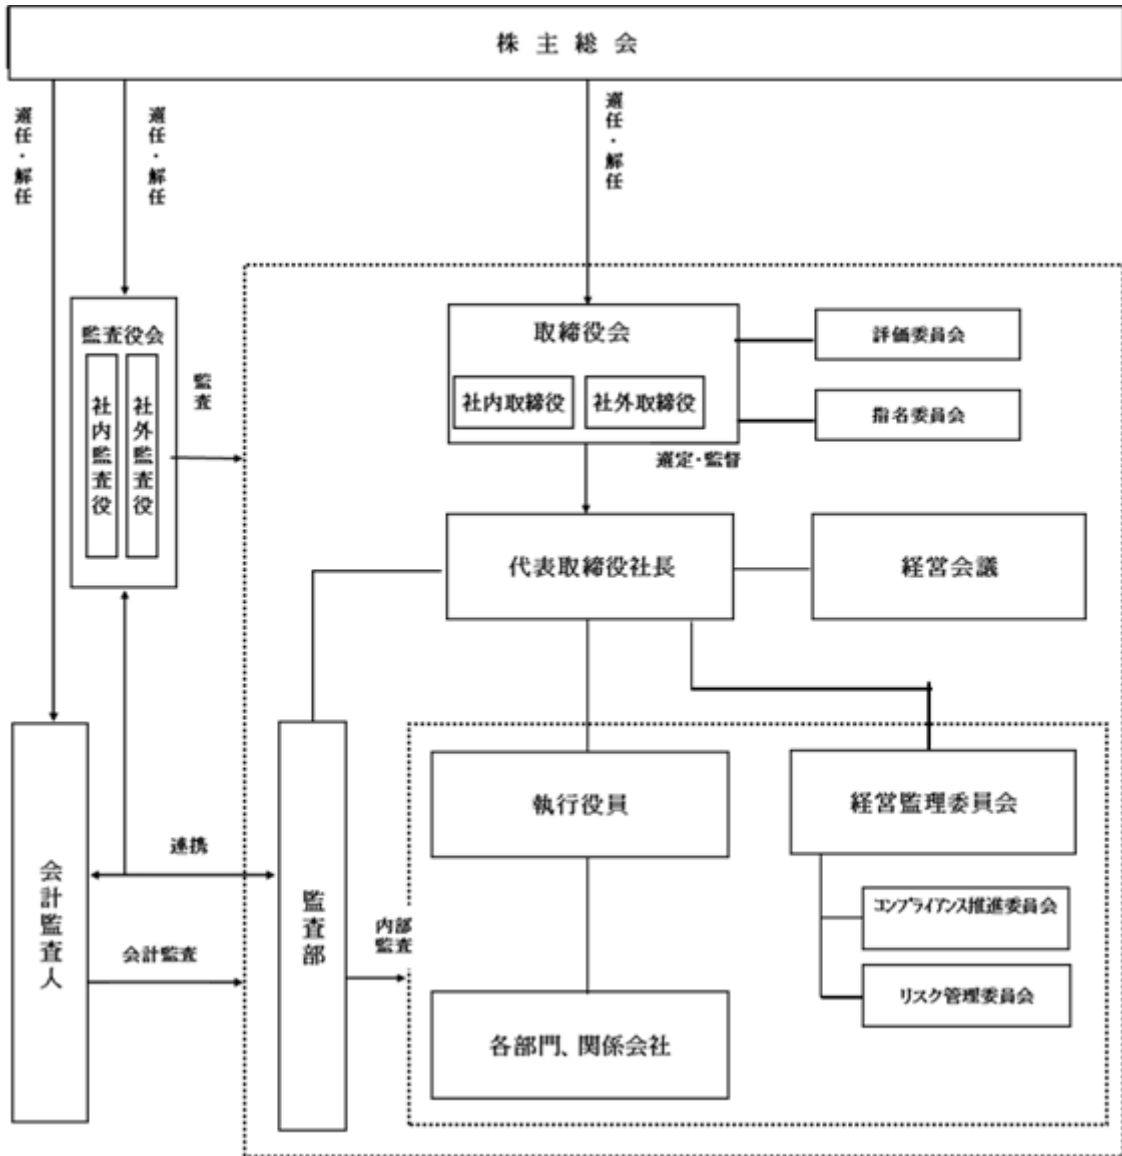 株主総会
選任・解任
選任・解任
選任・解任
監査役会
社内監査役
社外監査役
監査
取締役会
社内取締役
社外取締役
評価委員会
指名委員会
選定・監督
代表取締役社長
経営会議
執行役員
経営監理委員会
連携
会計監査人
監査部
内部
監査
コンプライアンス推進委員会
会計監査
リスク管理委員会
各部門、関係会社